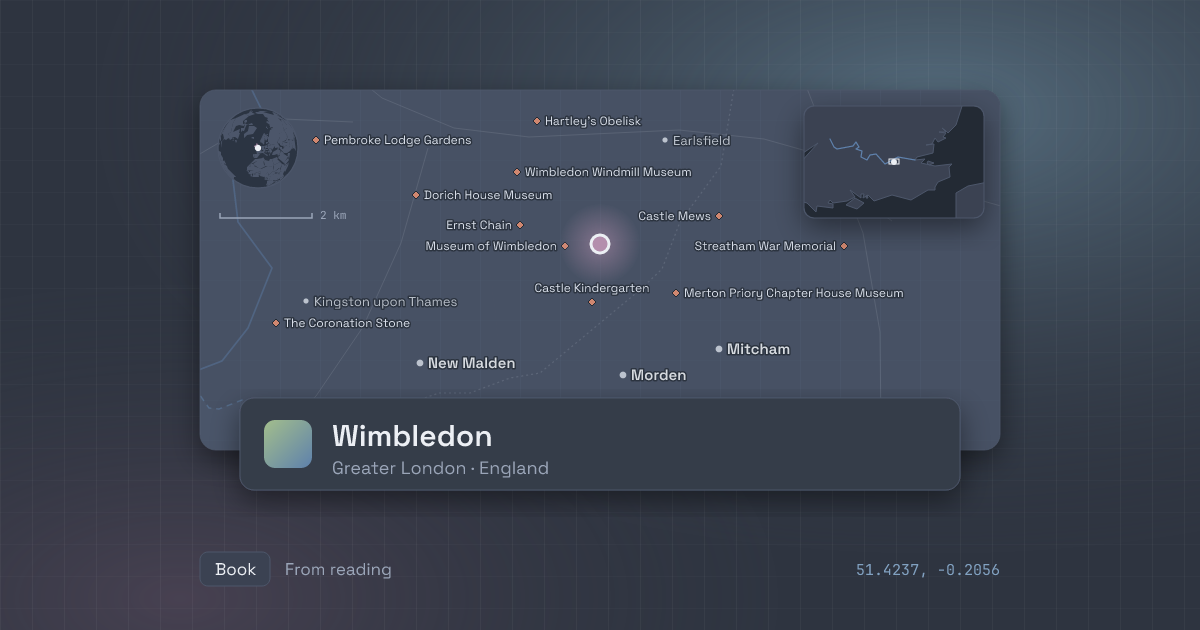 Hartley's Obelisk
Pembroke Lodge Gardens
Earlsfield
Wimbledon Windmill Museum
Dorich House Museum
2 km
Castle Mews
Ernst Chain
Museum of Wimbledon
Streatham War Memorial
Castle Kindergarten
Merton Priory Chapter House Museum
Kingston upon Thames
The Coronation Stone
Mitcham
New Malden
Morden
Wimbledon
Greater London · England
Book
From reading
51.4237, -0.2056